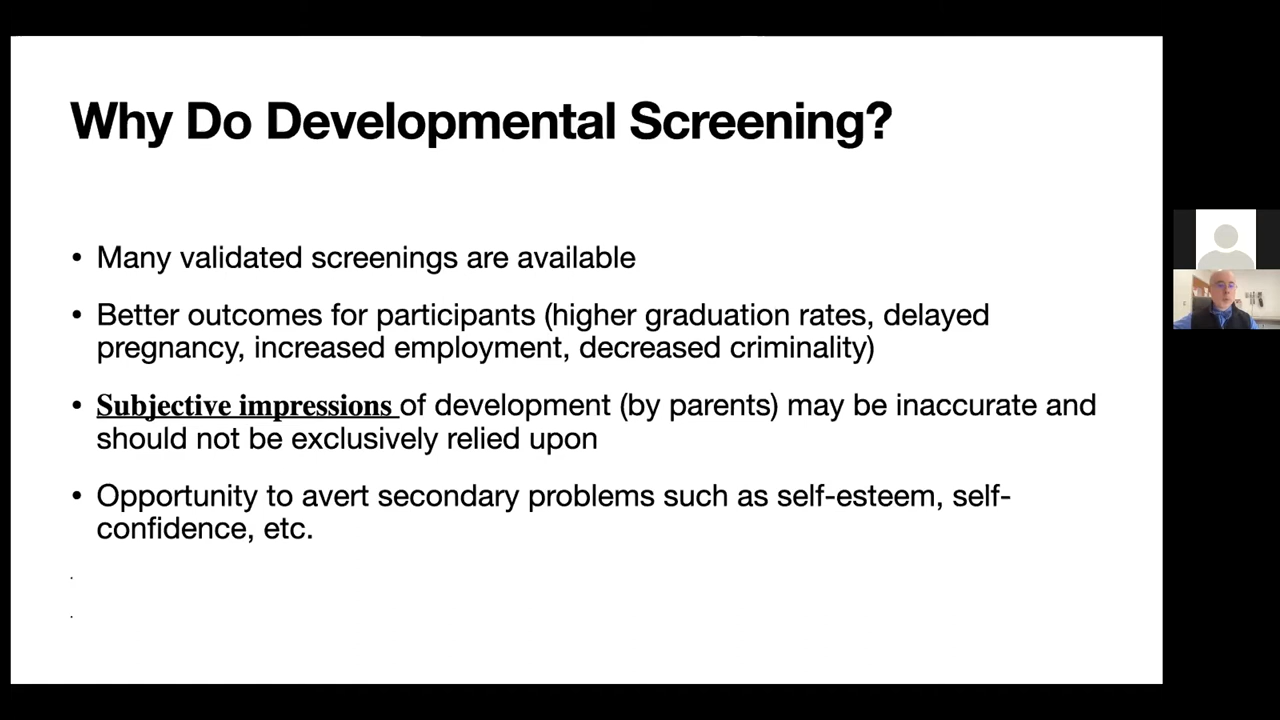 Why Do Developmental Screening?
• Many validated screenings are available
• Better outcomes for participants (higher graduation rates, delayed
pregnancy, increased employment, decreased criminality)
• Subjective impressions of development (by parents) may be inaccurate and
should not be exclusively relied upon
• Opportunity to avert secondary problems such as self-esteem, self-
confidence, etc.